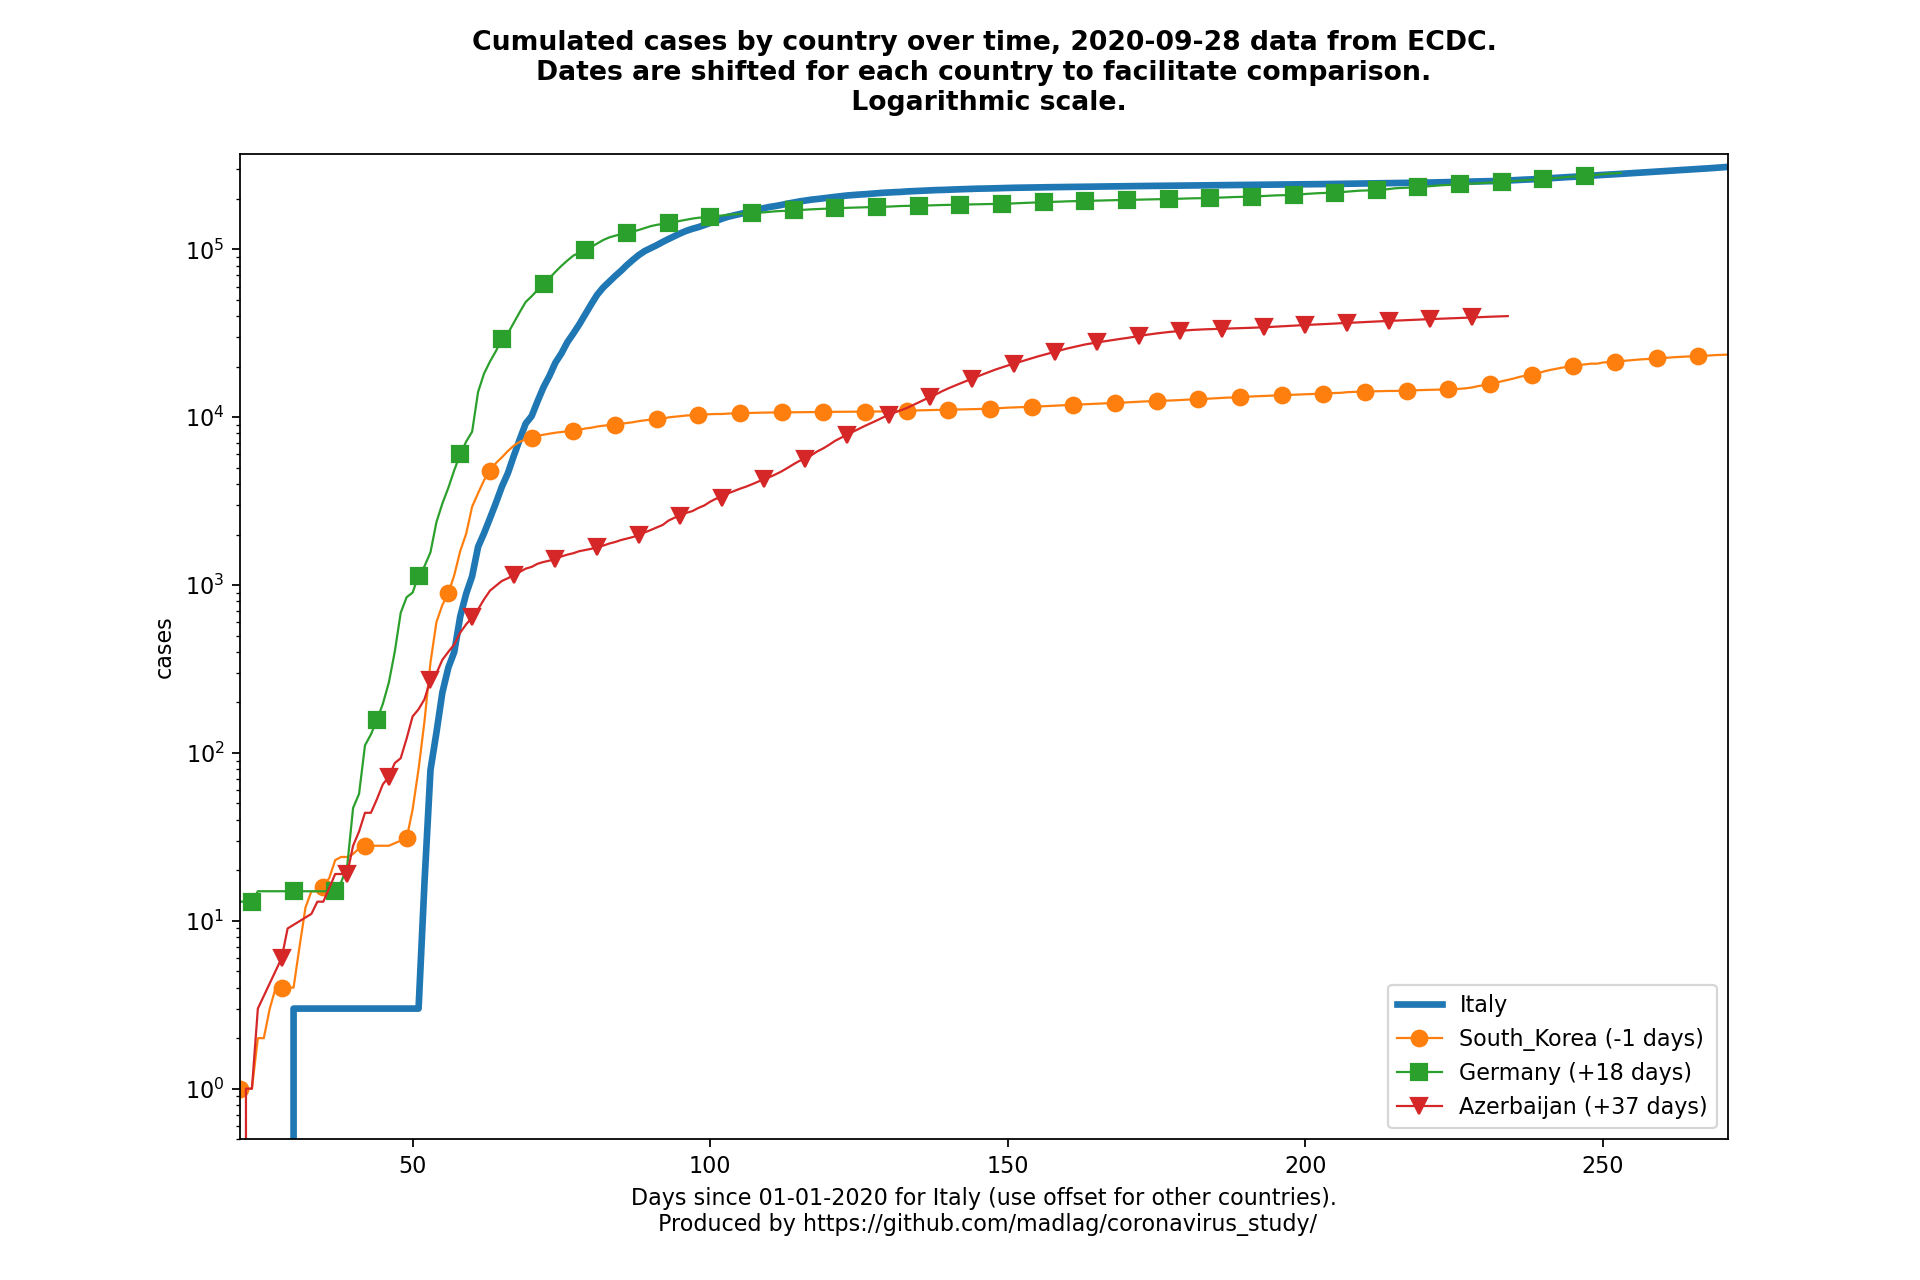 Cumulated cases by country over time, 2020-09-28 data from ECDC.
Dates are shifted for each country to facilitate comparison.
Logarithmic scale.
10^5
10^4
10^3
10^2
10^1
10^0
cases
Italy
South_Korea (-1 days)
Germany (+18 days)
Azerbaijan (+37 days)
50 100 150 200 250
Days since 01-01-2020 for Italy (use offset for other countries).
Produced by https://github.com/madlag/coronavirus_study/